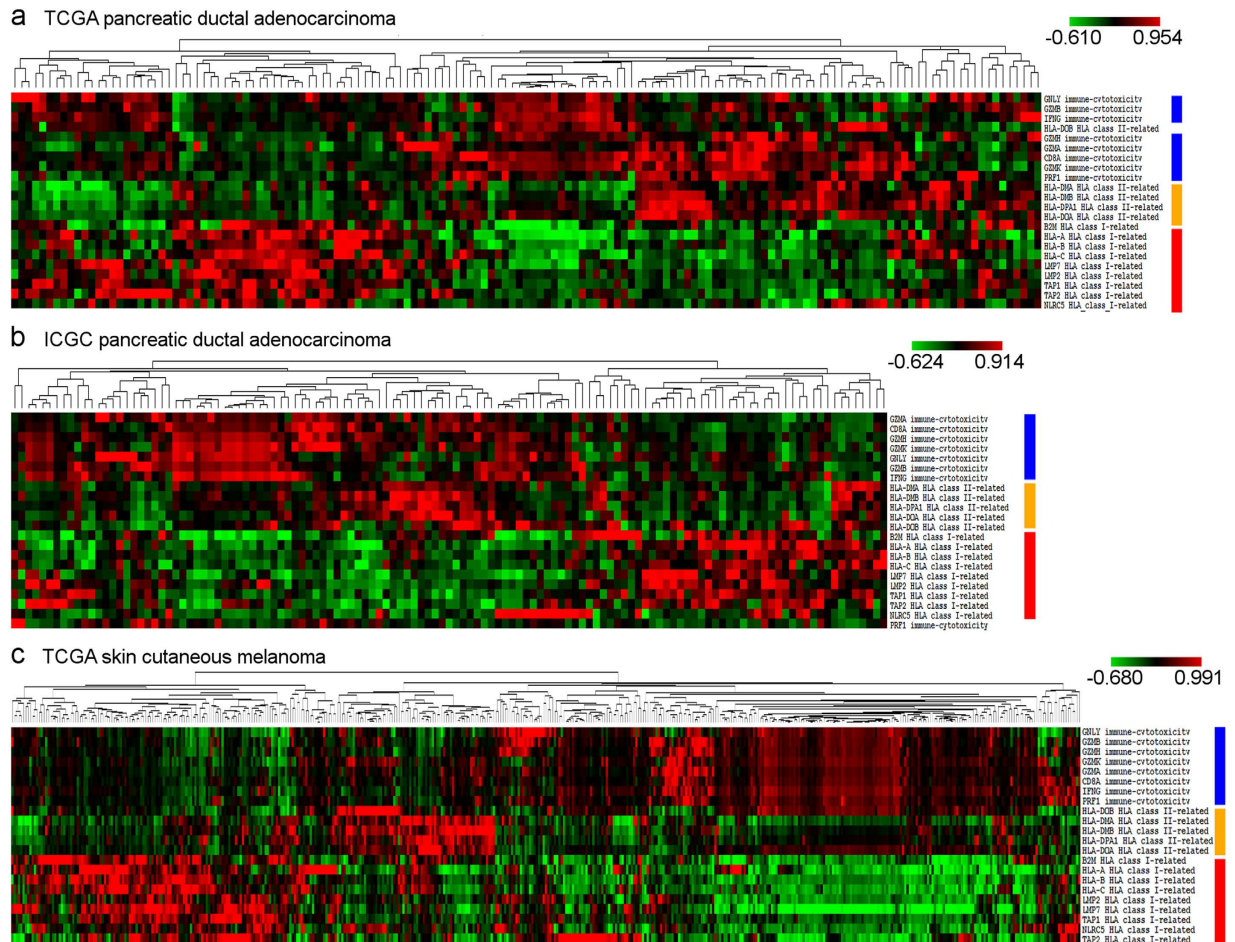 a TCGA pancreatic ductal adenocarcinoma
-0.610 0.954
GNLY immune-cytotoxicity
GZMB immune-cytotoxicity
IFNG immune-cytotoxicity
HLA-DOB HLA class II-related
GZMH immune-cytotoxicity
GZMA immune-cytotoxicity
CD8A immune-cytotoxicity
GZMK immune-cytotoxicity
PRF1 immune-cytotoxicity
HLA-DMA HLA class II-related
HLA-DMB HLA class II-related
HLA-DPA1 HLA class II-related
HLA-DOA HLA class II-related
B2M HLA class I-related
HLA-A HLA class I-related
HLA-B HLA class I-related
HLA-C HLA class I-related
LMP7 HLA class I-related
LMP2 HLA class I-related
TAP1 HLA class I-related
TAP2 HLA class I-related
NLRC5 HLA_class_I-related
b ICGC pancreatic ductal adenocarcinoma
-0.624 0.914
GZMA immune-cytotoxicity
CD8A immune-cytotoxicity
GZMH immune-cytotoxicity
GZMK immune-cytotoxicity
GNLY immune-cytotoxicity
GZMB immune-cytotoxicity
IFNG immune-cytotoxicity
HLA-DMA HLA class II-related
HLA-DMB HLA class II-related
HLA-DPA1 HLA class II-related
HLA-DOA HLA class II-related
HLA-DOB HLA class II-related
B2M HLA class I-related
HLA-A HLA class I-related
HLA-B HLA class I-related
HLA-C HLA class I-related
LMP7 HLA class I-related
LMP2 HLA class I-related
TAP1 HLA class I-related
TAP2 HLA class I-related
NLRC5 HLA class I-related
PRF1 immune-cytotoxicity
c TCGA skin cutaneous melanoma
-0.680 0.991
GNLY immune-cytotoxicity
GZMB immune-cytotoxicity
GZMH immune-cytotoxicity
GZMK immune-cytotoxicity
GZMA immune-cytotoxicity
CD8A immune-cytotoxicity
IFNG immune-cytotoxicity
PRF1 immune-cytotoxicity
HLA-DOB HLA class II-related
HLA-DMA HLA class II-related
HLA-DMB HLA class II-related
HLA-DPA1 HLA class II-related
HLA-DOA HLA class II-related
B2M HLA class I-related
HLA-A HLA class I-related
HLA-B HLA class I-related
HLA-C HLA class I-related
LMP2 HLA class I-related
LMP7 HLA class I-related
TAP1 HLA class I-related
NLRC5 HLA class I-related
TAP2 HLA class I-related